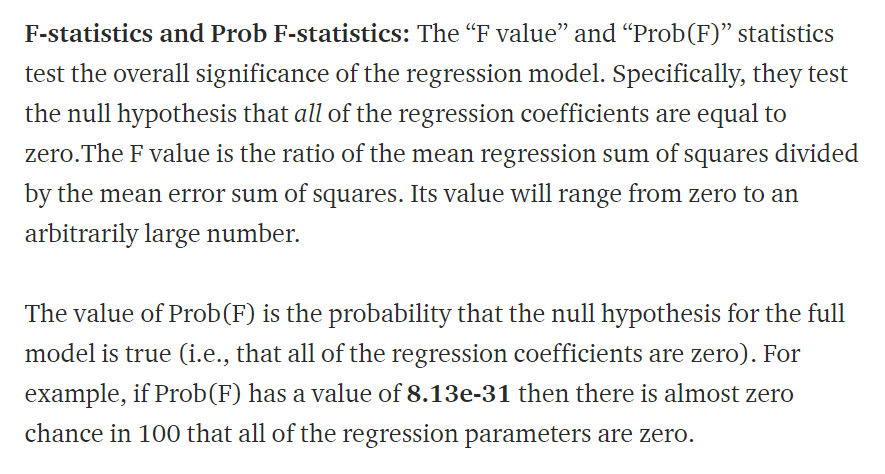 F-statistics and Prob F-statistics: The “F value” and “Prob(F)” statistics
test the overall significance of the regression model. Specifically, they test
the null hypothesis that all of the regression coefficients are equal to
zero.The F value is the ratio of the mean regression sum of squares divided
by the mean error sum of squares. Its value will range from zero to an
arbitrarily large number.
The value of Prob(F) is the probability that the null hypothesis for the full
model is true (i.e., that all of the regression coefficients are zero). For
example, if Prob(F) has a value of 8.13e-31 then there is almost zero
chance in 100 that all of the regression parameters are zero.